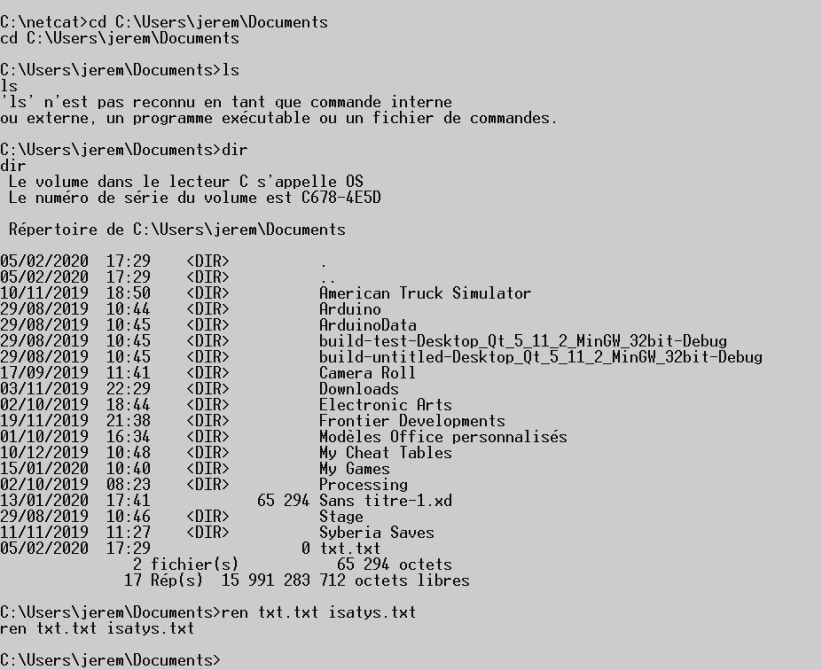 C:\netcat>cd C:\Users\jerem\Documents
cd C:\Users\jerem\Documents
C:\Users\jerem\Documents>ls
ls
'ls' n'est pas reconnu en tant que commande interne
ou externe, un programme exécutable ou un fichier de commandes.
C:\Users\jerem\Documents>dir
dir
Le volume dans le lecteur C s'appelle OS
Le numéro de série du volume est C678-4E5D
Répertoire de C:\Users\jerem\Documents
05/02/2020  17:29    <DIR>          .
05/02/2020  17:29    <DIR>          ..
10/11/2019  18:50    <DIR>          American Truck Simulator
29/08/2019  10:44    <DIR>          Arduino
29/08/2019  10:45    <DIR>          ArduinoData
29/08/2019  10:45    <DIR>          build-test-Desktop_Qt_5_11_2_MinGW_32bit-Debug
29/08/2019  10:45    <DIR>          build-untitled-Desktop_Qt_5_11_2_MinGW_32bit-Debug
17/09/2019  11:41    <DIR>          Camera Roll
03/11/2019  22:29    <DIR>          Downloads
02/10/2019  18:44    <DIR>          Electronic Arts
19/11/2019  21:38    <DIR>          Frontier Developments
01/10/2019  16:34    <DIR>          Modèles Office personnalisés
10/12/2019  10:48    <DIR>          My Cheat Tables
15/01/2020  10:40    <DIR>          My Games
02/10/2019  08:23    <DIR>          Processing
13/01/2020  17:41            65 294 Sans titre-1.xd
29/08/2019  10:46    <DIR>          Stage
11/11/2019  11:27    <DIR>          Syberia Saves
05/02/2020  17:29                 0 txt.txt
2 fichier(s)           65 294 octets
17 Rép(s)  15 991 283 712 octets libres
C:\Users\jerem\Documents>ren txt.txt isatys.txt
ren txt.txt isatys.txt
C:\Users\jerem\Documents>